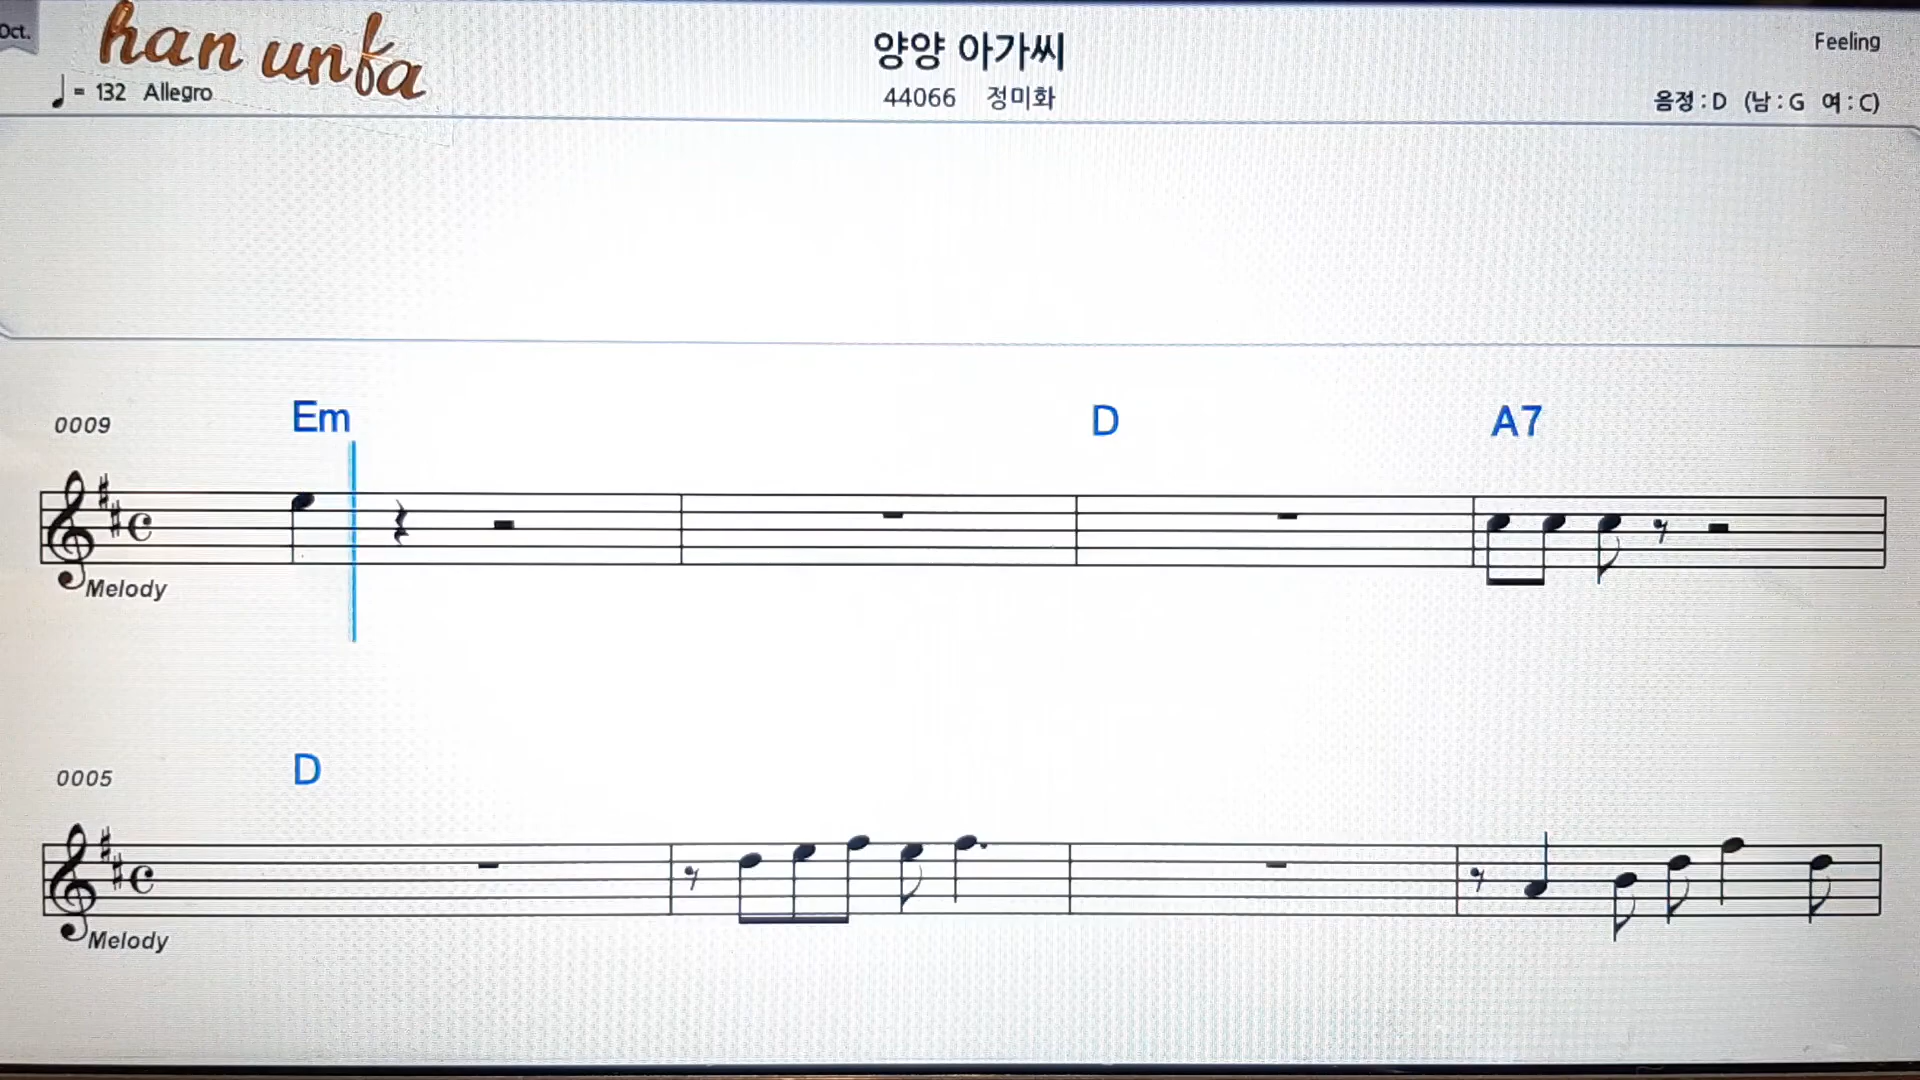 Oct.
han unfa
Feeling
양양 아가씨
♩ = 132 Allegro
44066 정미화
음정 : D (남 : G 여 : C)
0009 Em D A7
Melody
0005 D
Melody